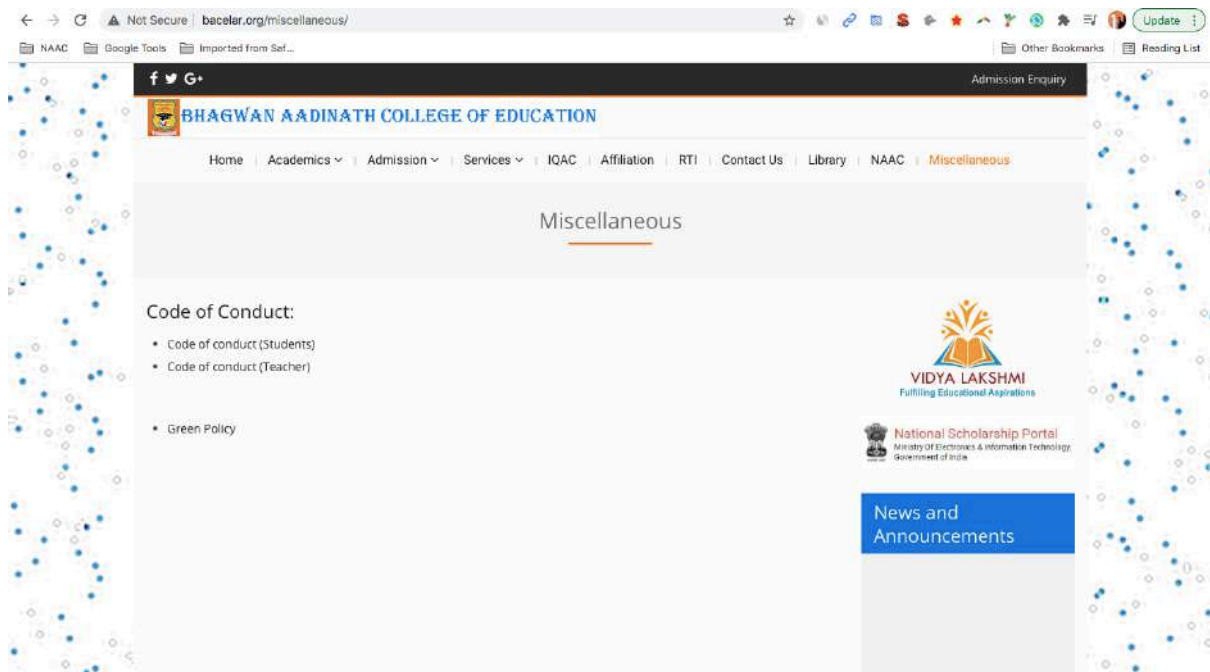 Not Secure bacelar.org/miscellaneous/ Update
NAAC Google Tools Imported from Saf... Other Bookmarks Reading List
f G+ Admission Enquiry
BHAGWAN AADINATH COLLEGE OF EDUCATION
Home Academics Admission Services IQAC Affiliation RTI Contact Us Library NAAC Miscellaneous
Miscellaneous
Code of Conduct:
• Code of conduct (Students)
• Code of conduct (Teacher)
• Green Policy
VIDYA LAKSHMI
Fulfilling Educational Aspirations
National Scholarship Portal
Ministry Of Electronics & Information Technology,
Government of India
News and
Announcements